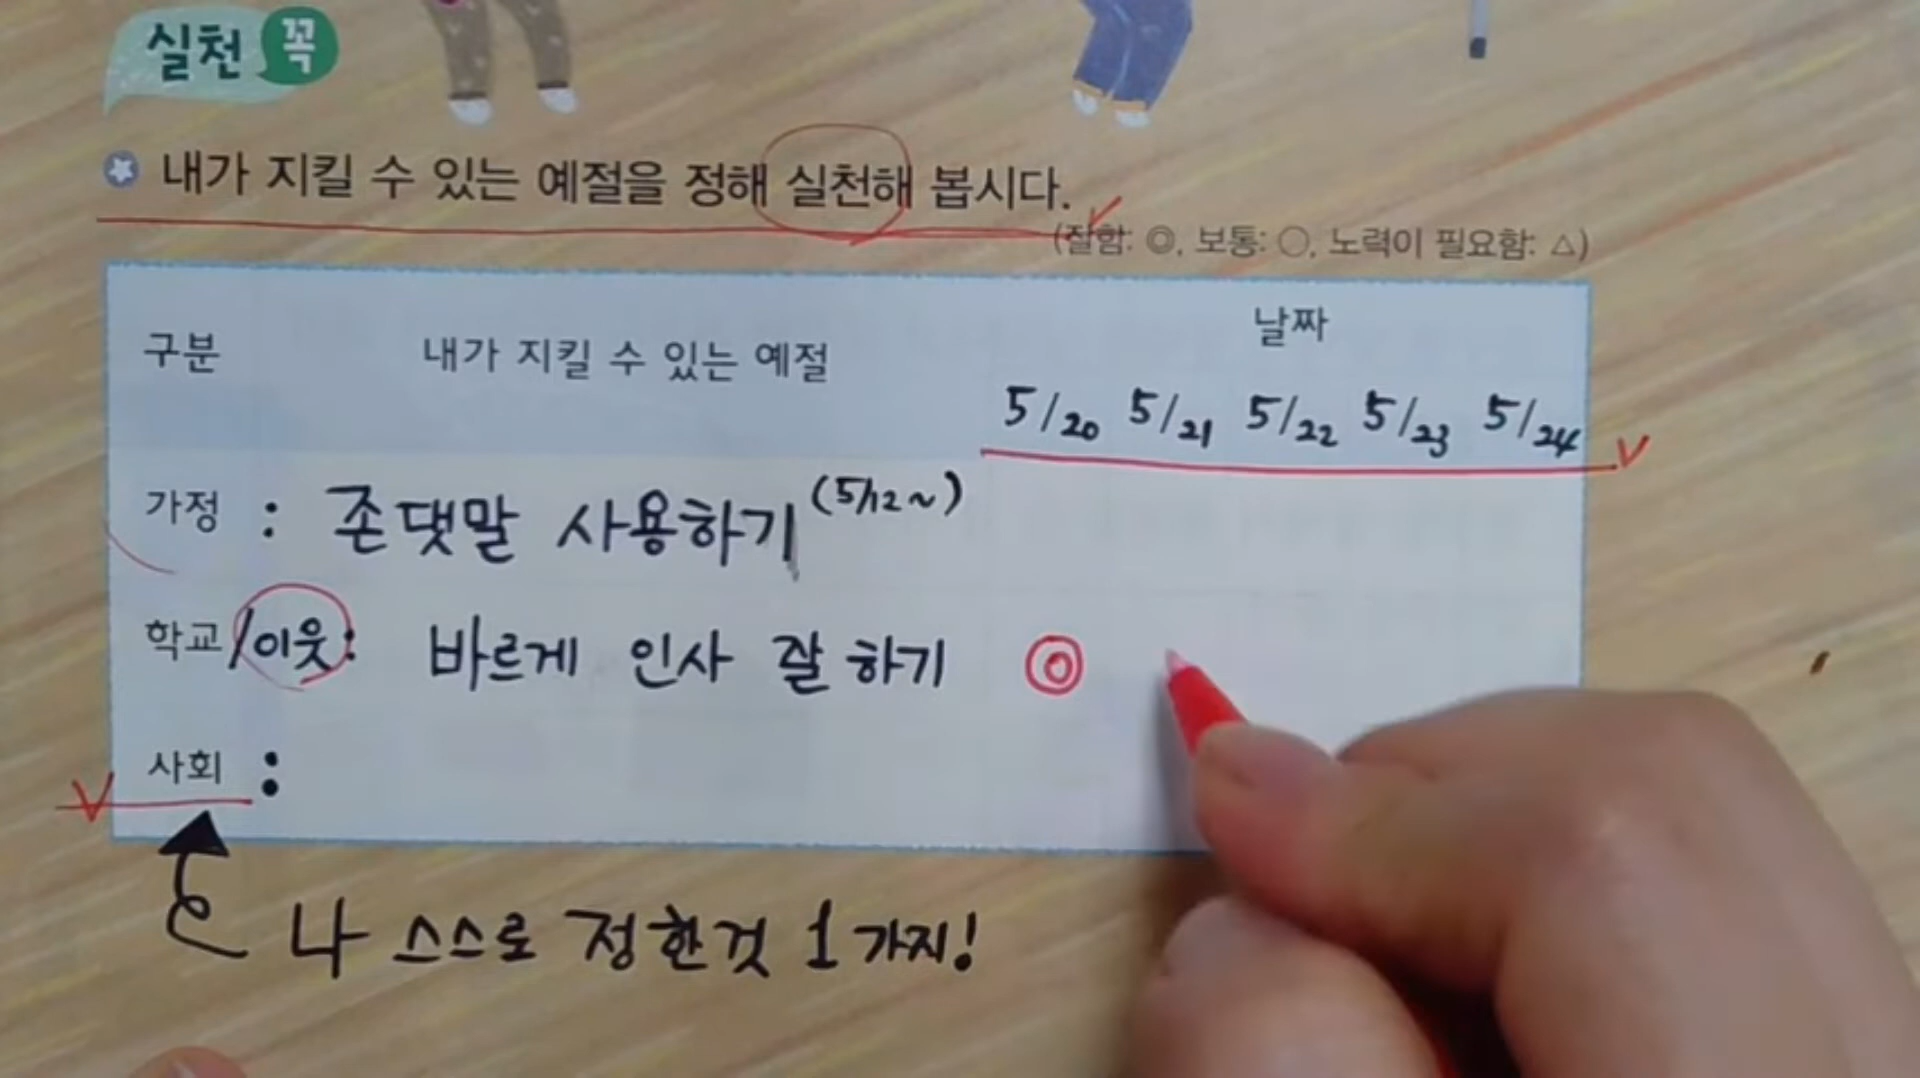 실천 꼭
내가 지킬 수 있는 예절을 정해 실천해 봅시다.
(잘함: ◎, 보통: ○, 노력이 필요함: △)
구분 내가 지킬 수 있는 예절 날짜
5/20 5/21 5/22 5/23 5/24
가정 : 존댓말 사용하기 (5/12~)
학교/이웃: 바르게 인사 잘 하기 ◎
사회 :
나 스스로 정한것 1가지!